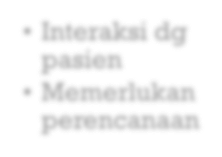 • Interaksi dg
pasien
• Memerlukan
perencanaan